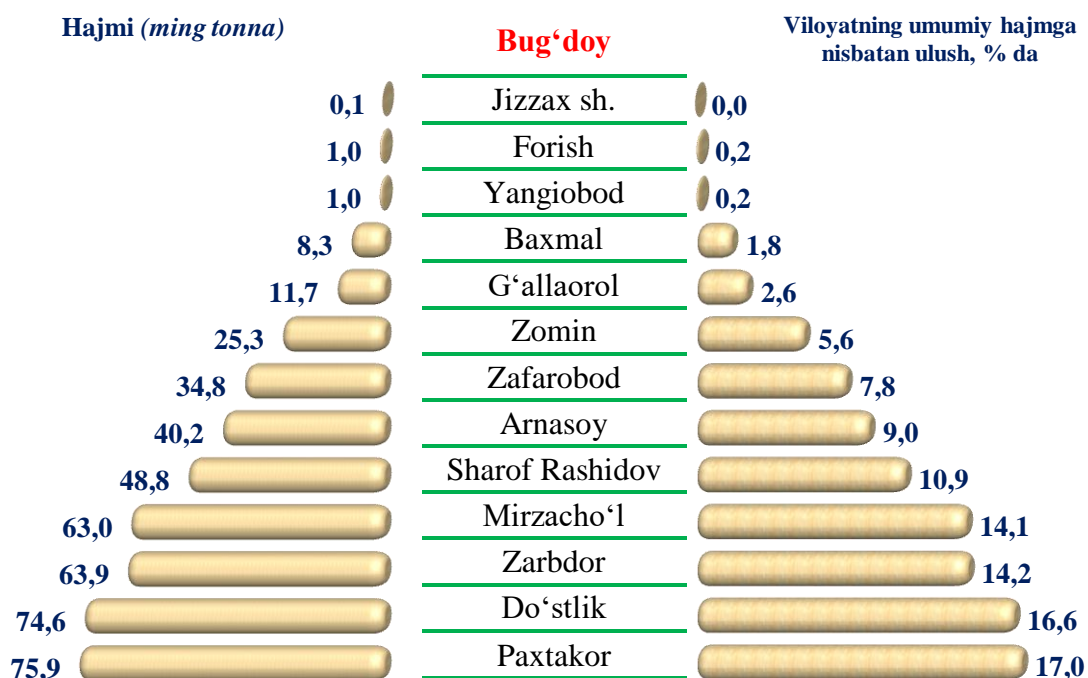 Hajmi (ming tonna)
Bug‘doy
Viloyatning umumiy hajmga
nisbatan ulush, % da
0,1 Jizzax sh. 0,0
1,0 Forish 0,2
1,0 Yangiobod 0,2
8,3 Baxmal 1,8
11,7 G‘allaorol 2,6
25,3 Zomin 5,6
34,8 Zafarobod 7,8
40,2 Arnasoy 9,0
48,8 Sharof Rashidov 10,9
63,0 Mirzacho‘l 14,1
63,9 Zarbdor 14,2
74,6 Do‘stlik 16,6
75,9 Paxtakor 17,0